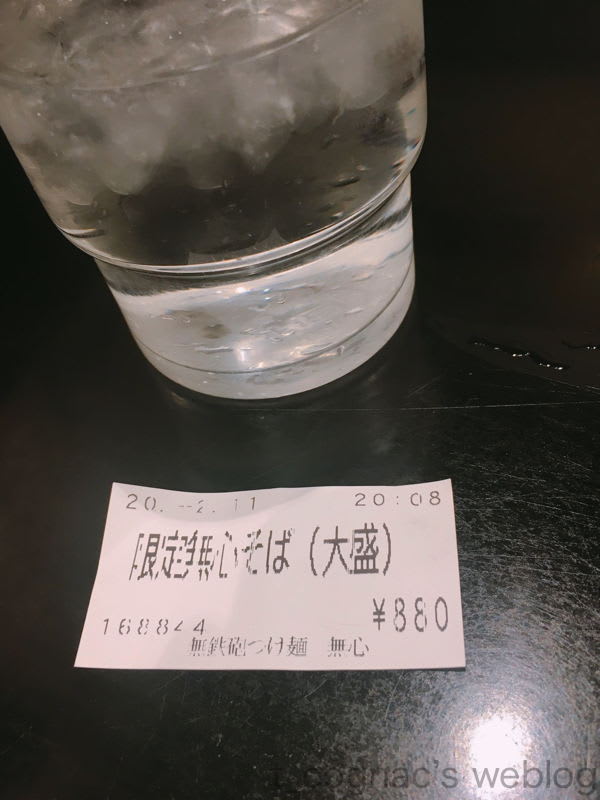 20.-2.11 20:08
限定 無心そば(大盛)
168844 ¥880
無鉄砲つけ麺 無心
t.cognac's weblog